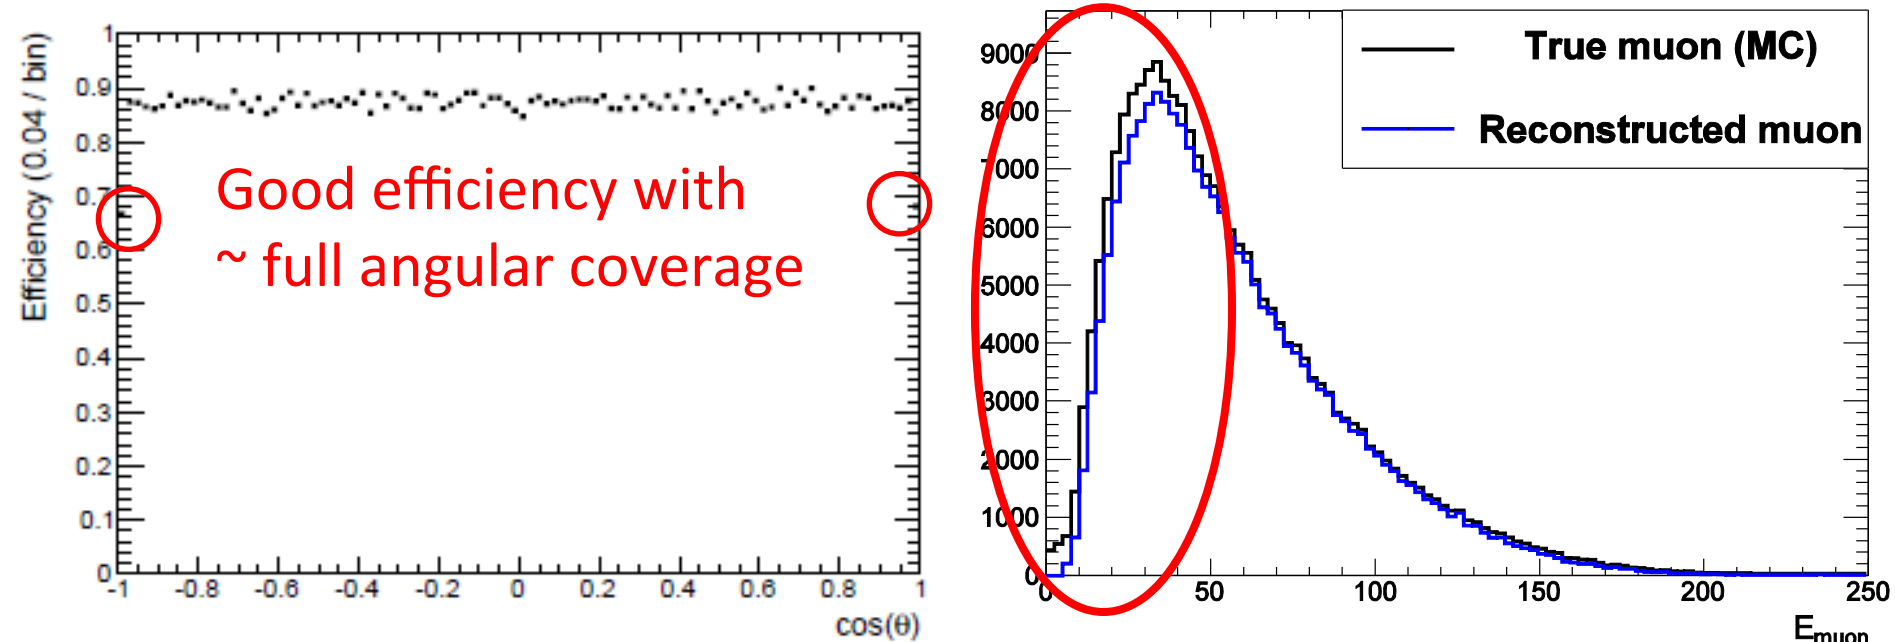 Efficiency (0.04 / bin)
1
0.9
0.8
0.7
0.6
0.5
0.4
0.3
0.2
0.1
0
-1 -0.8 -0.6 -0.4 -0.2 0 0.2 0.4 0.6 0.8 1
cos(θ)
Good efficiency with
~ full angular coverage
9000
8000
7000
6000
5000
4000
3000
2000
1000
0
0 50 100 150 200 250
E muon
True muon (MC)
Reconstructed muon